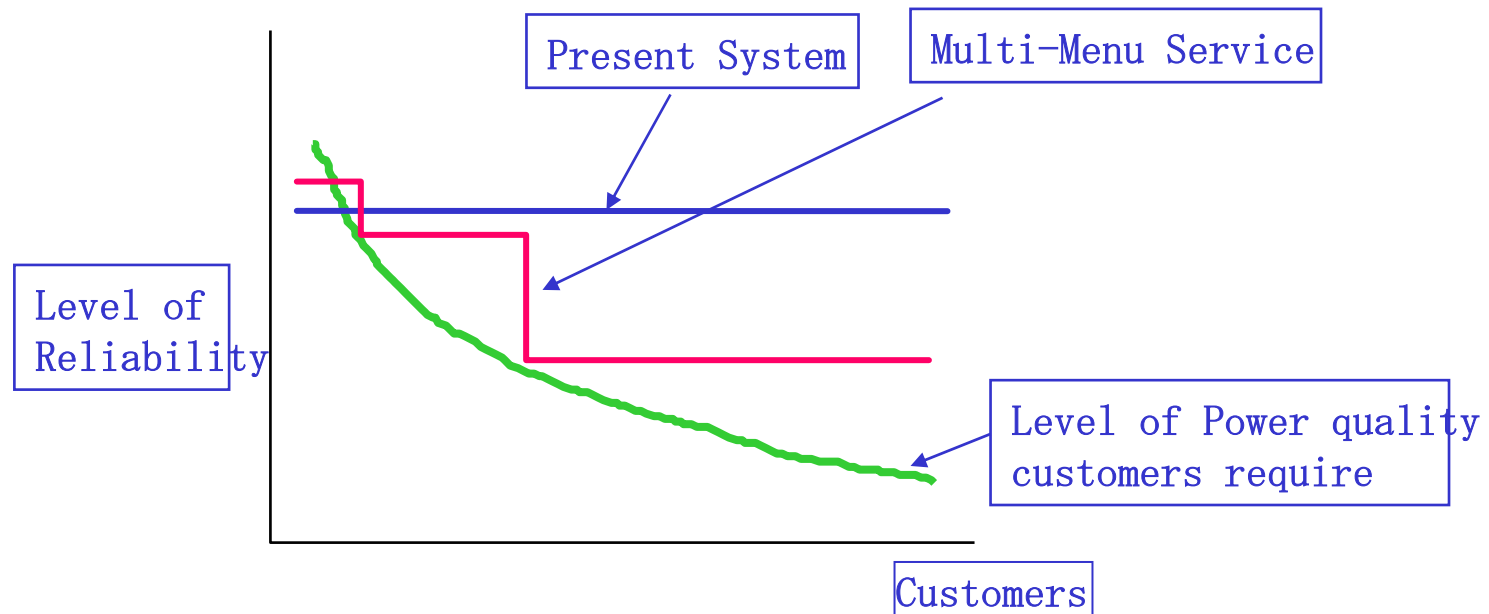 Present System
Multi-Menu Service
Level of
Reliability
Level of Power quality
customers require
Customers